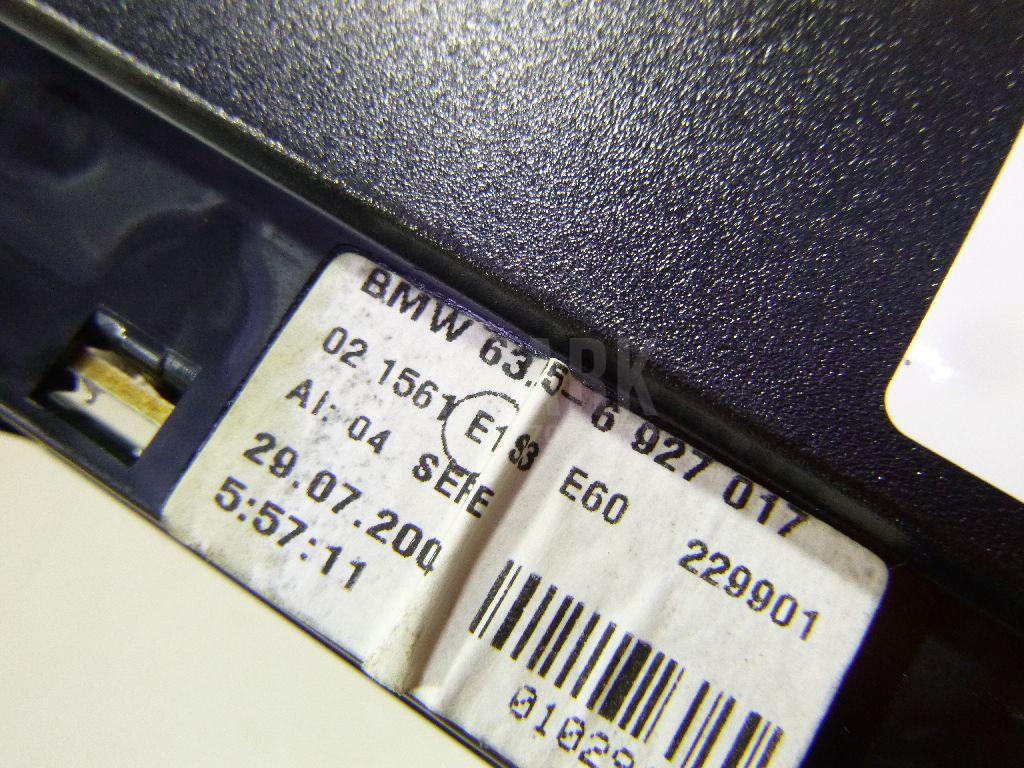 BMW 63.5- 6 927 017
02 1561 E1
AI: 04 SEFE E60 229901
29.07.200
5:57:11